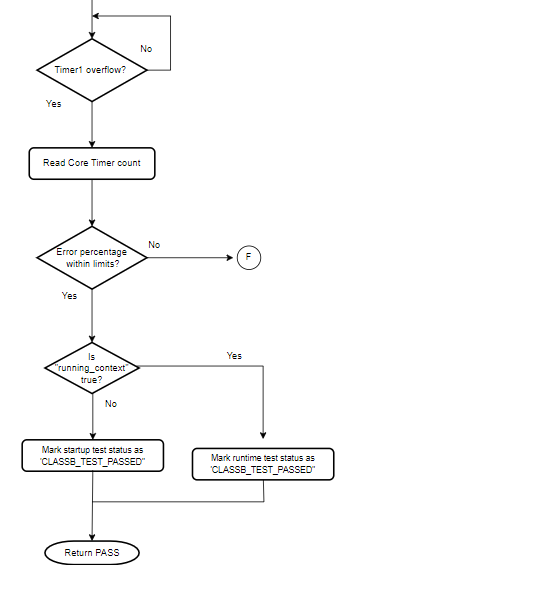 No
Timer1 overflow?
Yes
Read Core Timer count
No
Error percentage
within limits?
F
Yes
Is
"running_context"
true?
Yes
No
Mark startup test status as
"CLASSB_TEST_PASSED"
Mark runtime test status as
"CLASSB_TEST_PASSED"
Return PASS